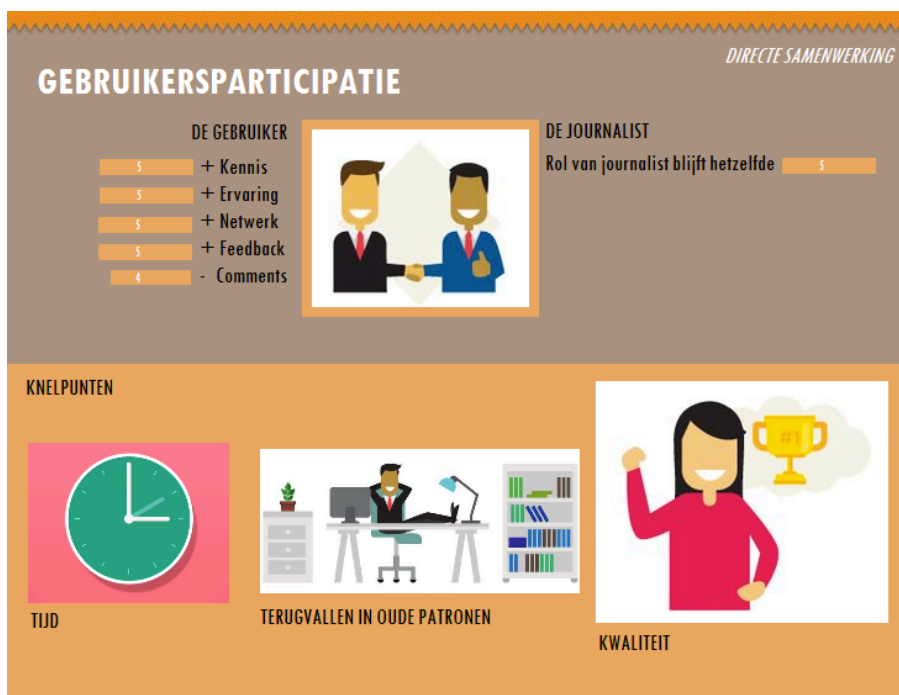 DIRECTE SAMENWERKING
GEBRUIKERSPARTICIPATIE
DE GEBRUIKER
5 + Kennis
5 + Ervaring
5 + Netwerk
5 + Feedback
4 - Comments
DE JOURNALIST
Rol van journalist blijft hetzelfde 5
KNELPUNTEN
#1
TIJD
TERUGVALLEN IN OUDE PATRONEN
KWALITEIT